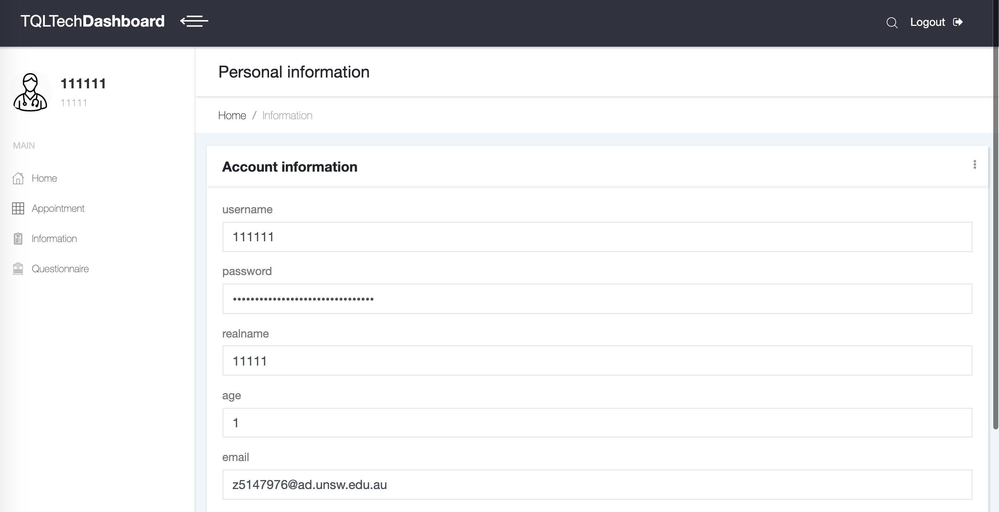 TQLTechDashboard
Logout
111111
11111
MAIN
Home
Appointment
Information
Questionnaire
Personal information
Home / Information
Account information
username
111111
password
••••••••••••••••••••••••••••••••
realname
11111
age
1
email
z5147976@ad.unsw.edu.au